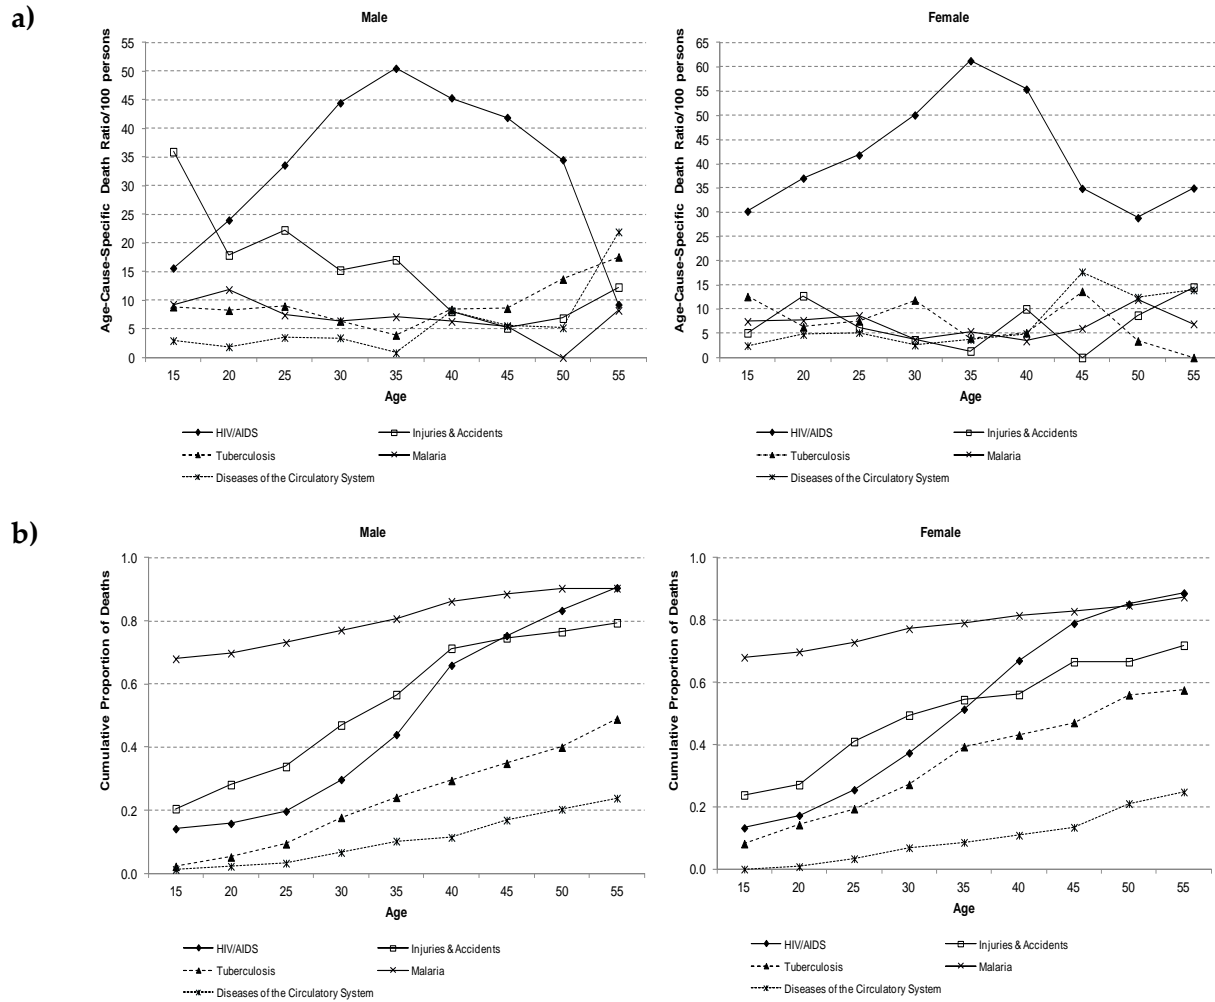 a)
Male
Age-Cause-Specific Death Ratio/100 persons
55
50
45
40
35
30
25
20
15
10
5
0
15 20 25 30 35 40 45 50 55
Age
HIV/AIDS Injuries & Accidents
Tuberculosis Malaria
Diseases of the Circulatory System
Female
Age-Cause-Specific Death Ratio/100 persons
65
60
55
50
45
40
35
30
25
20
15
10
5
0
15 20 25 30 35 40 45 50 55
Age
HIV/AIDS Injuries & Accidents
Tuberculosis Malaria
Diseases of the Circulatory System
b)
Male
Cumulative Proportion of Deaths
1.0
0.8
0.6
0.4
0.2
0.0
15 20 25 30 35 40 45 50 55
Age
HIV/AIDS Injuries & Accidents
Tuberculosis Malaria
Diseases of the Circulatory System
Female
Cumulative Proportion of Deaths
1.0
0.8
0.6
0.4
0.2
0.0
15 20 25 30 35 40 45 50 55
Age
HIV/AIDS Injuries & Accidents
Tuberculosis Malaria
Diseases of the Circulatory System